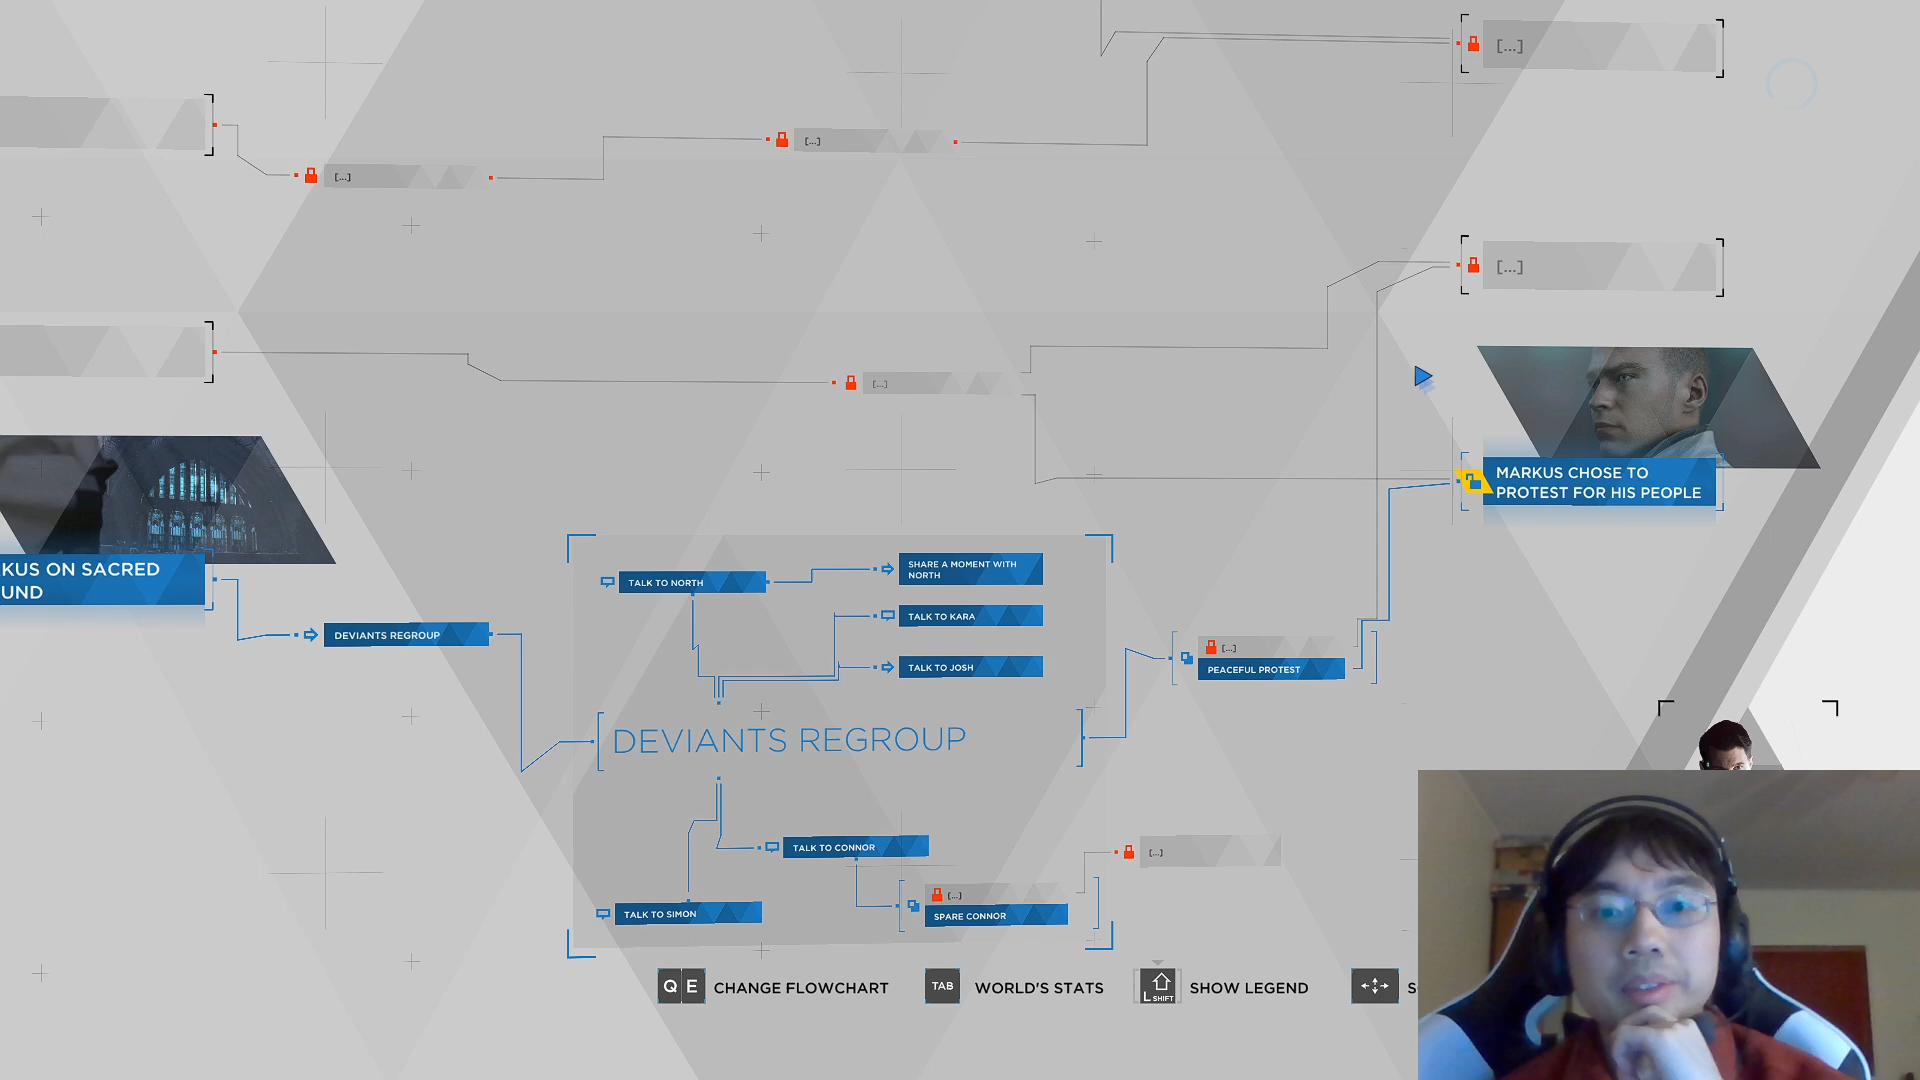 [...]
[...]
[...]
[...]
[...]
KUS ON SACRED
UND
DEVIANTS REGROUP
TALK TO NORTH
SHARE A MOMENT WITH
NORTH
TALK TO KARA
TALK TO JOSH
DEVIANTS REGROUP
TALK TO CONNOR
[...]
SPARE CONNOR
TALK TO SIMON
[...]
[...]
PEACEFUL PROTEST
MARKUS CHOSE TO
PROTEST FOR HIS PEOPLE
Q E CHANGE FLOWCHART
TAB WORLD'S STATS
L SHIFT SHOW LEGEND
S